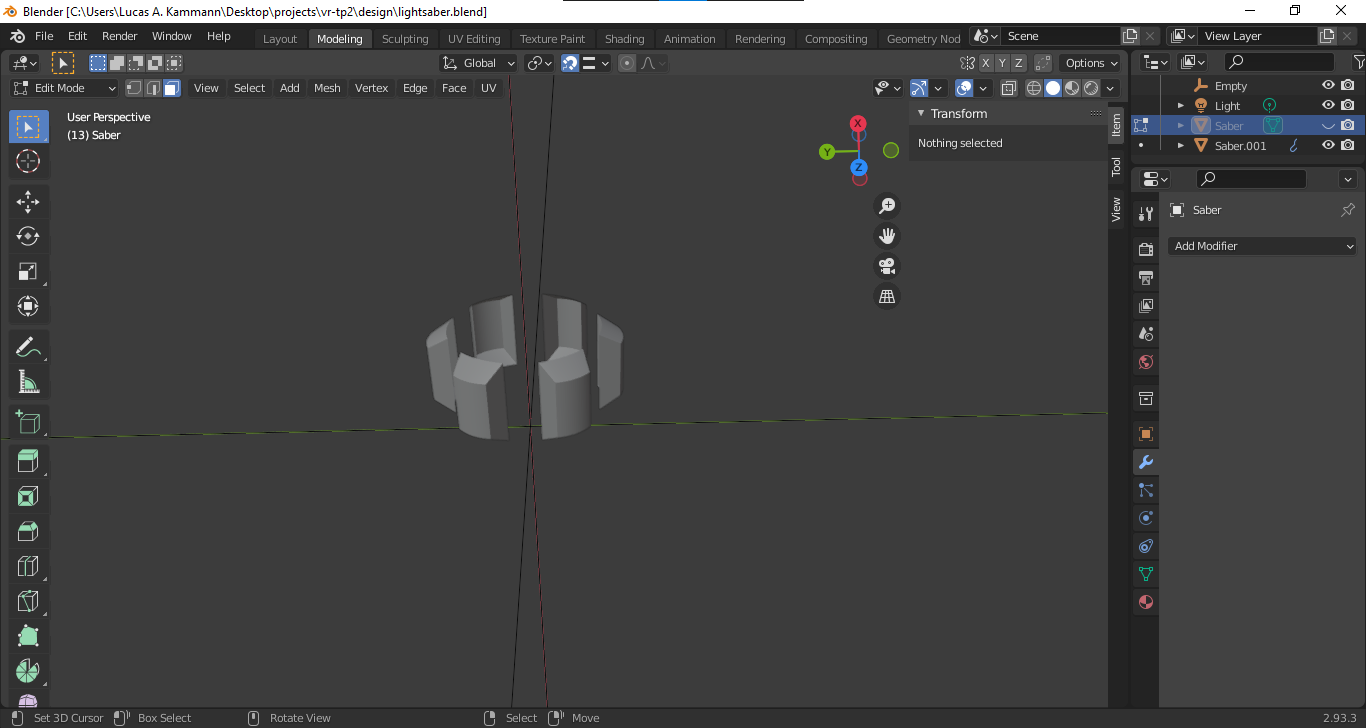 Blender [C:\Users\Lucas A. Kammann\Desktop\projects\vr-tp2\design\lightsaber.blend]
File Edit Render Window Help Layout Modeling Sculpting UV Editing Texture Paint Shading Animation Rendering Compositing Geometry Nod Scene View Layer
Global X Y Z Options
Edit Mode View Select Add Mesh Vertex Edge Face UV
User Perspective
(13) Saber
X
Y
Z
Transform
Nothing selected
Item
Tool
View
Empty
Light
Saber
Saber.001
Saber
Add Modifier
Set 3D Cursor Box Select Rotate View Select Move 2.93.3